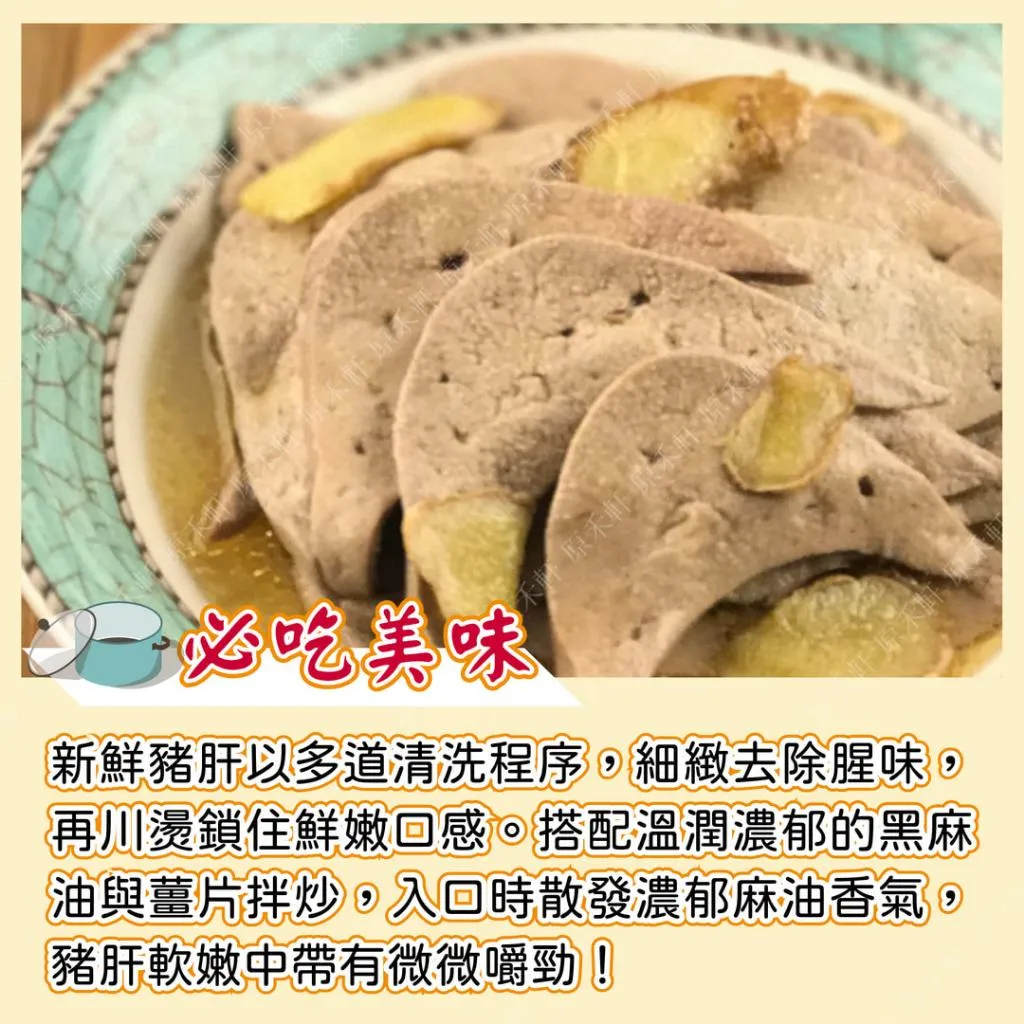 原禾軒
必吃美味
新鮮豬肝以多道清洗程序，細緻去除腥味，
再川燙鎖住鮮嫩口感。搭配溫潤濃郁的黑麻
油與薑片拌炒，入口時散發濃郁麻油香氣，
豬肝軟嫩中帶有微微嚼勁！